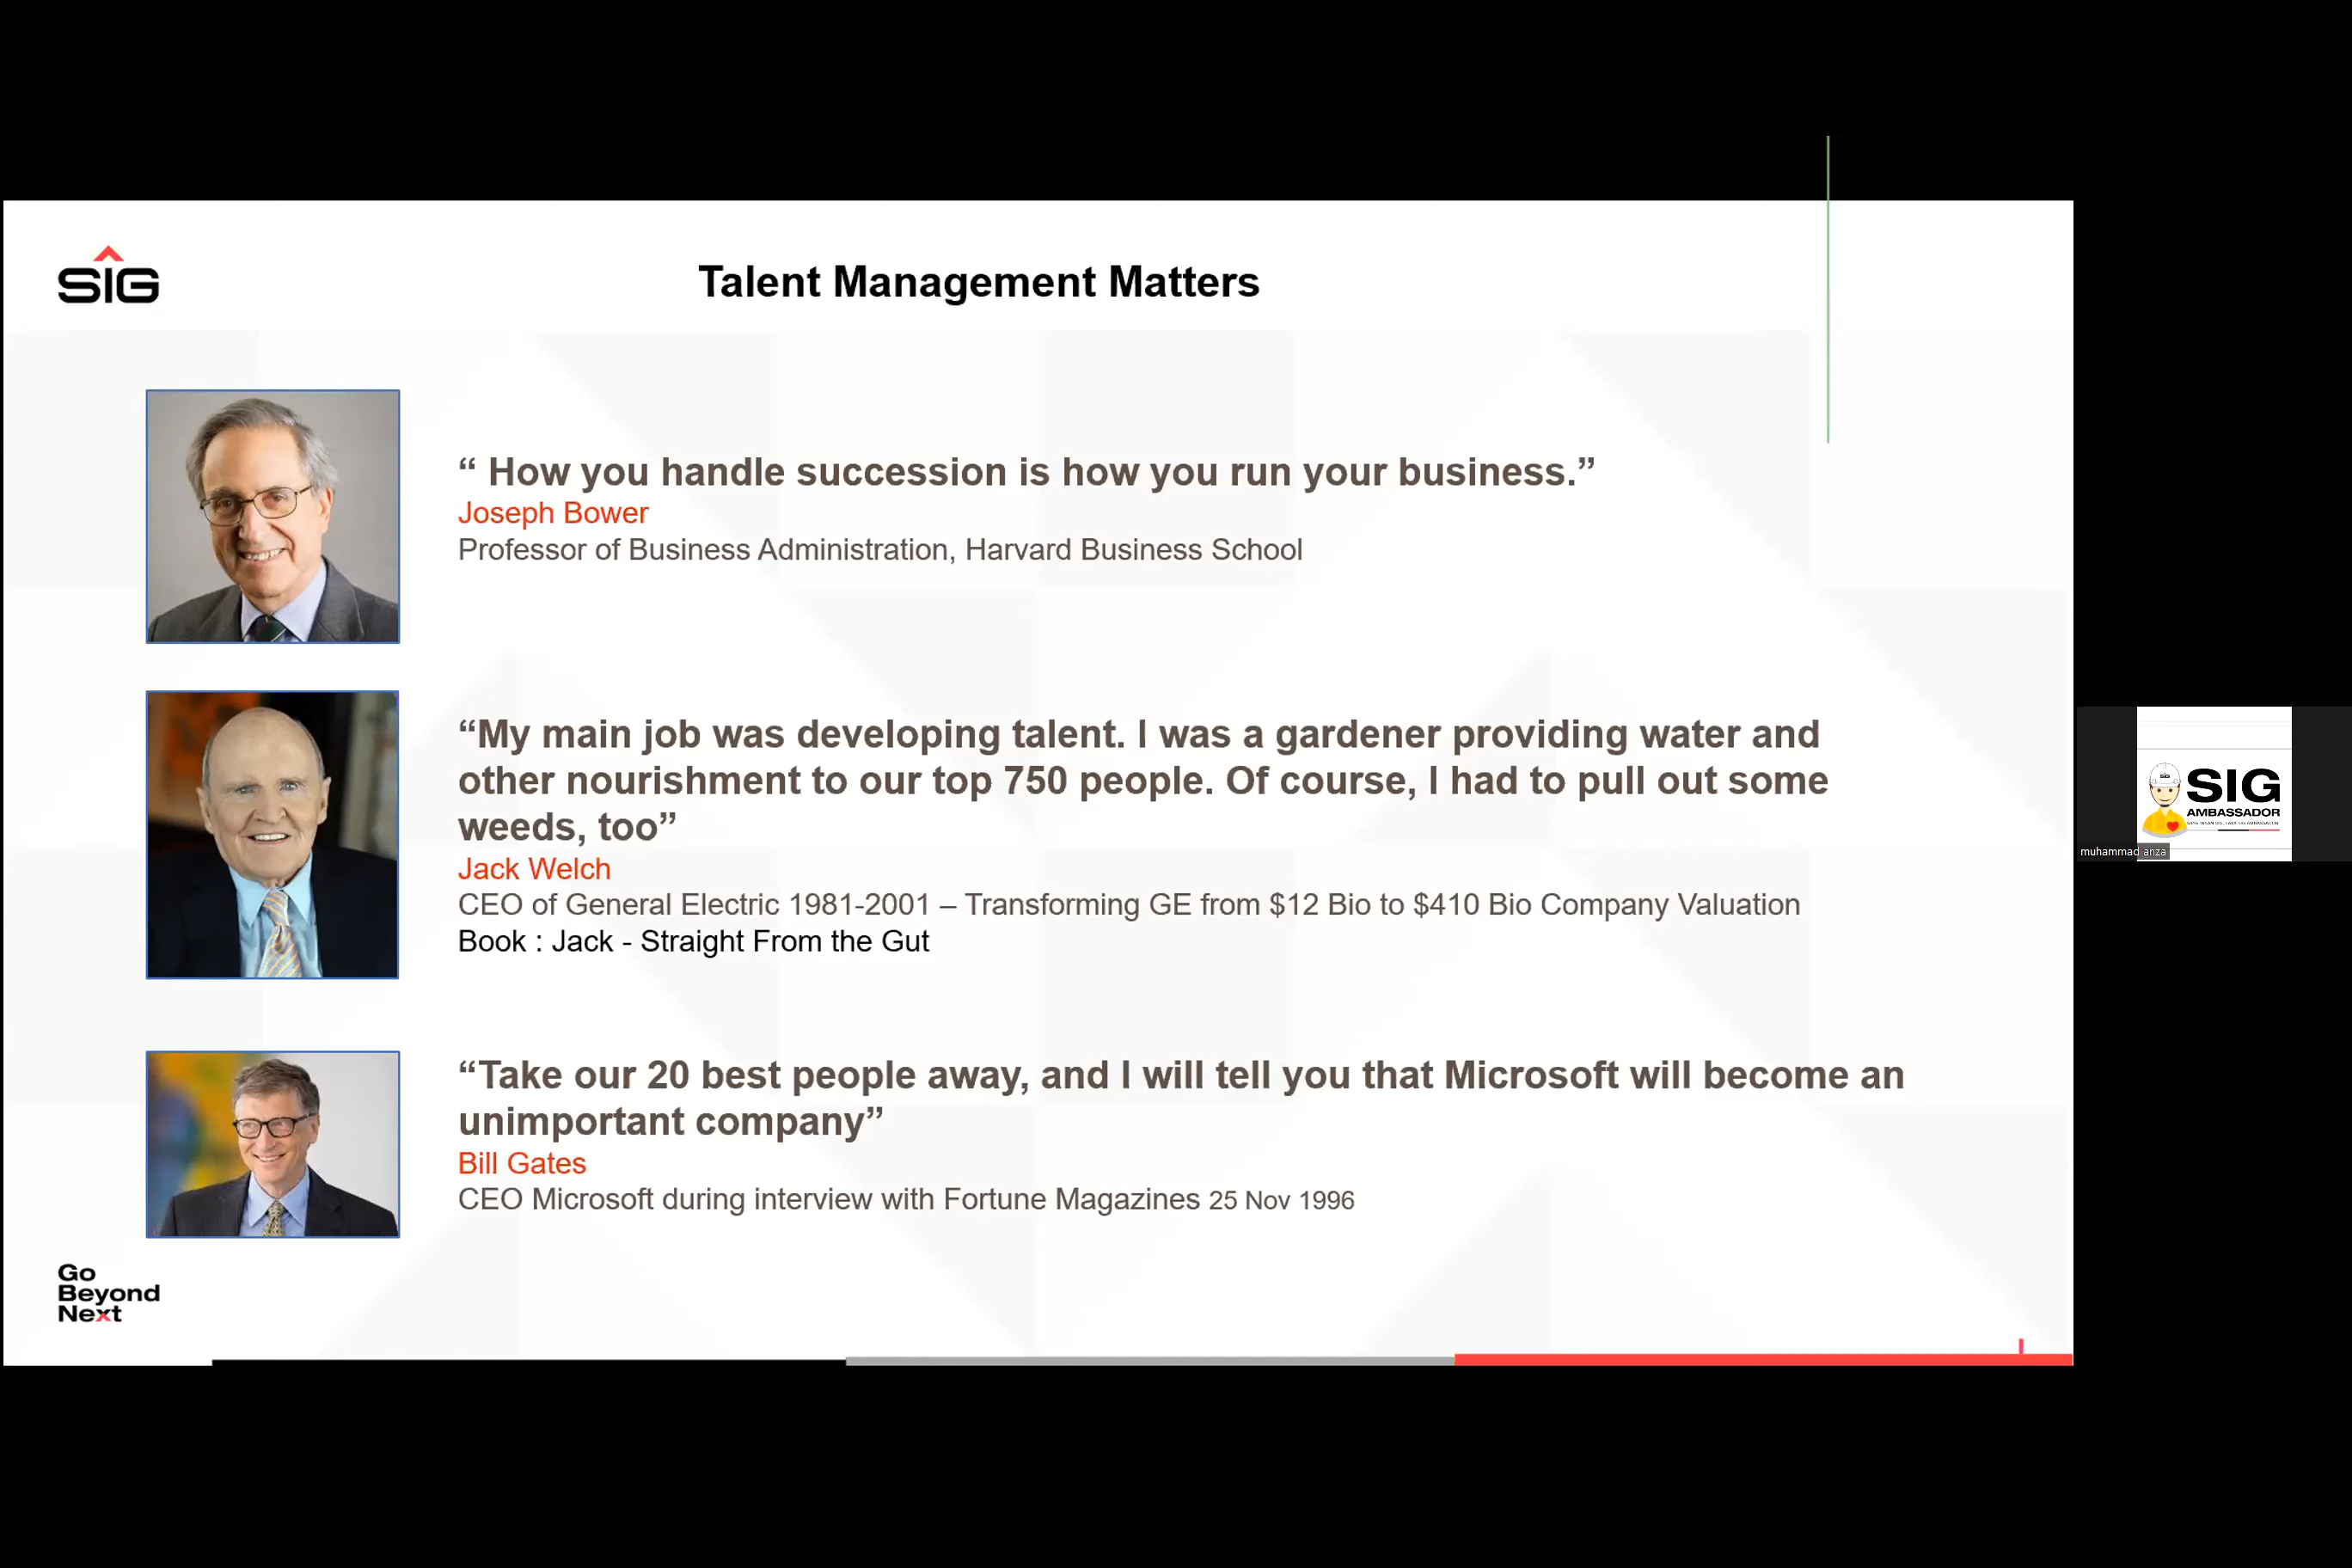 SIG
Talent Management Matters
“ How you handle succession is how you run your business.”
Joseph Bower
Professor of Business Administration, Harvard Business School
“My main job was developing talent. I was a gardener providing water and
other nourishment to our top 750 people. Of course, I had to pull out some
weeds, too”
Jack Welch
CEO of General Electric 1981-2001 – Transforming GE from $12 Bio to $410 Bio Company Valuation
Book : Jack - Straight From the Gut
“Take our 20 best people away, and I will tell you that Microsoft will become an
unimportant company”
Bill Gates
CEO Microsoft during interview with Fortune Magazines 25 Nov 1996
Go
Beyond
Next
SIG
AMBASSADOR
muhammad anza